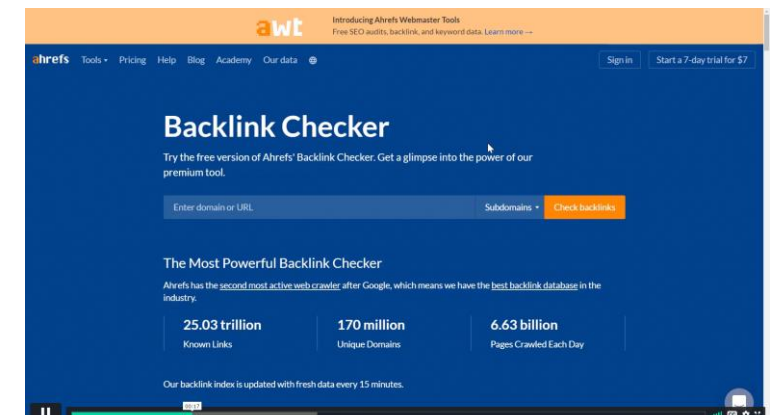 awt
Introducing Ahrefs Webmaster Tools
Free SEO audits, backlink, and keyword data. Learn more →
ahrefs Tools Pricing Help Blog Academy Our data Sign in Start a 7-day trial for $7
Backlink Checker
Try the free version of Ahrefs' Backlink Checker. Get a glimpse into the power of our
premium tool.
Enter domain or URL Subdomains Check backlinks
The Most Powerful Backlink Checker
Ahrefs has the second most active web crawler after Google, which means we have the best backlink database in the
industry.
25.03 trillion 170 million 6.63 billion
Known Links Unique Domains Pages Crawled Each Day
Our backlink index is updated with fresh data every 15 minutes.
00:17